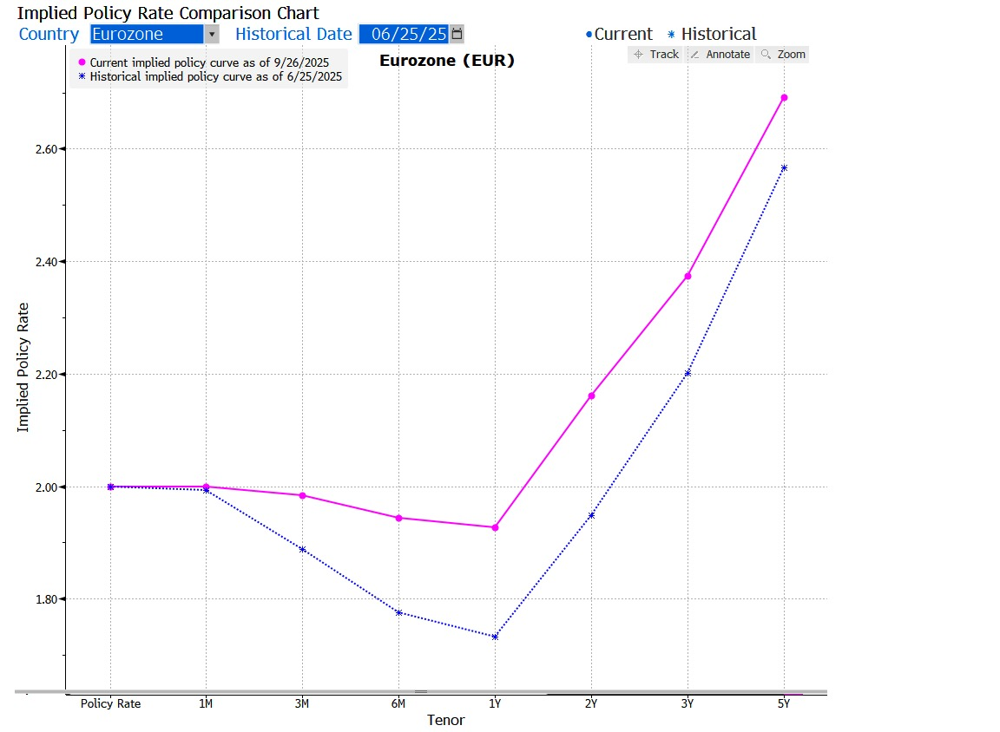 Implied Policy Rate Comparison Chart
Country Eurozone Historical Date 06/25/25 Current Historical
Track Annotate Zoom
Eurozone (EUR)
Current implied policy curve as of 9/26/2025
Historical implied policy curve as of 6/25/2025
2.60
2.40
2.20
2.00
1.80
Implied Policy Rate
Policy Rate 1M 3M 6M 1Y 2Y 3Y 5Y
Tenor